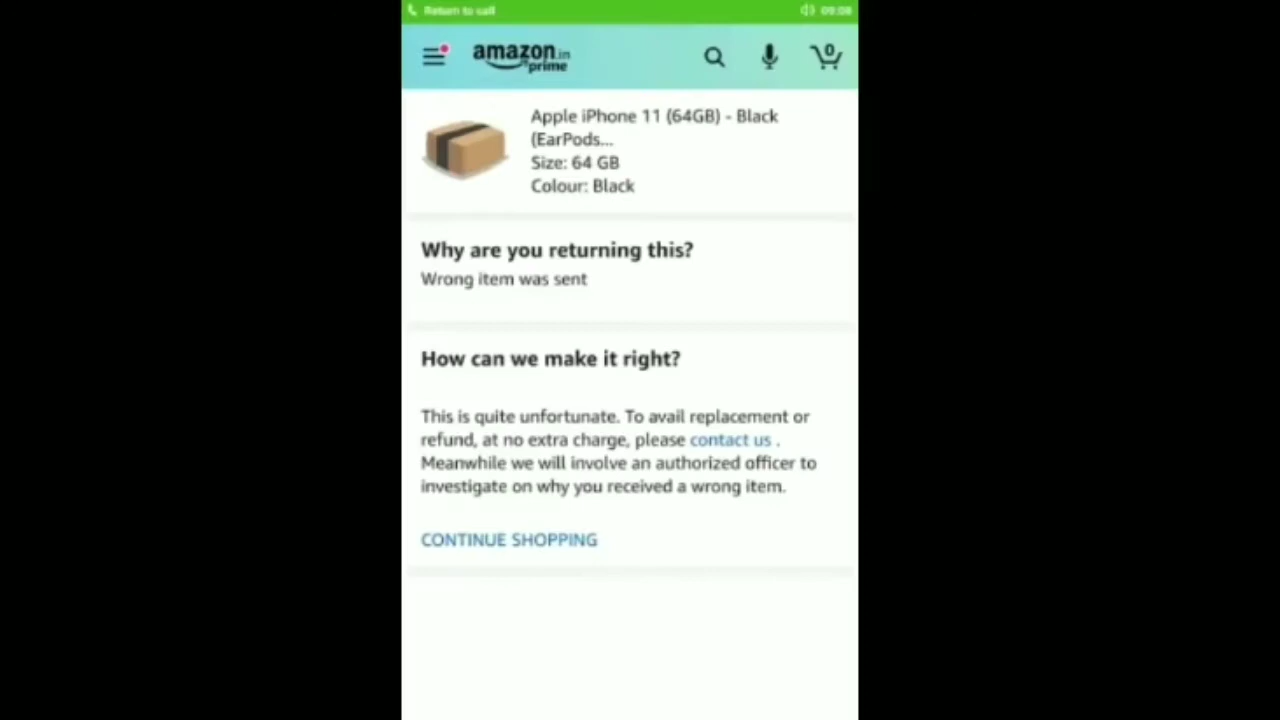 Return to call
09:08
amazon.in
prime
0
Apple iPhone 11 (64GB) - Black
(EarPods...
Size: 64 GB
Colour: Black
Why are you returning this?
Wrong item was sent
How can we make it right?
This is quite unfortunate. To avail replacement or
refund, at no extra charge, please contact us .
Meanwhile we will involve an authorized officer to
investigate on why you received a wrong item.
CONTINUE SHOPPING